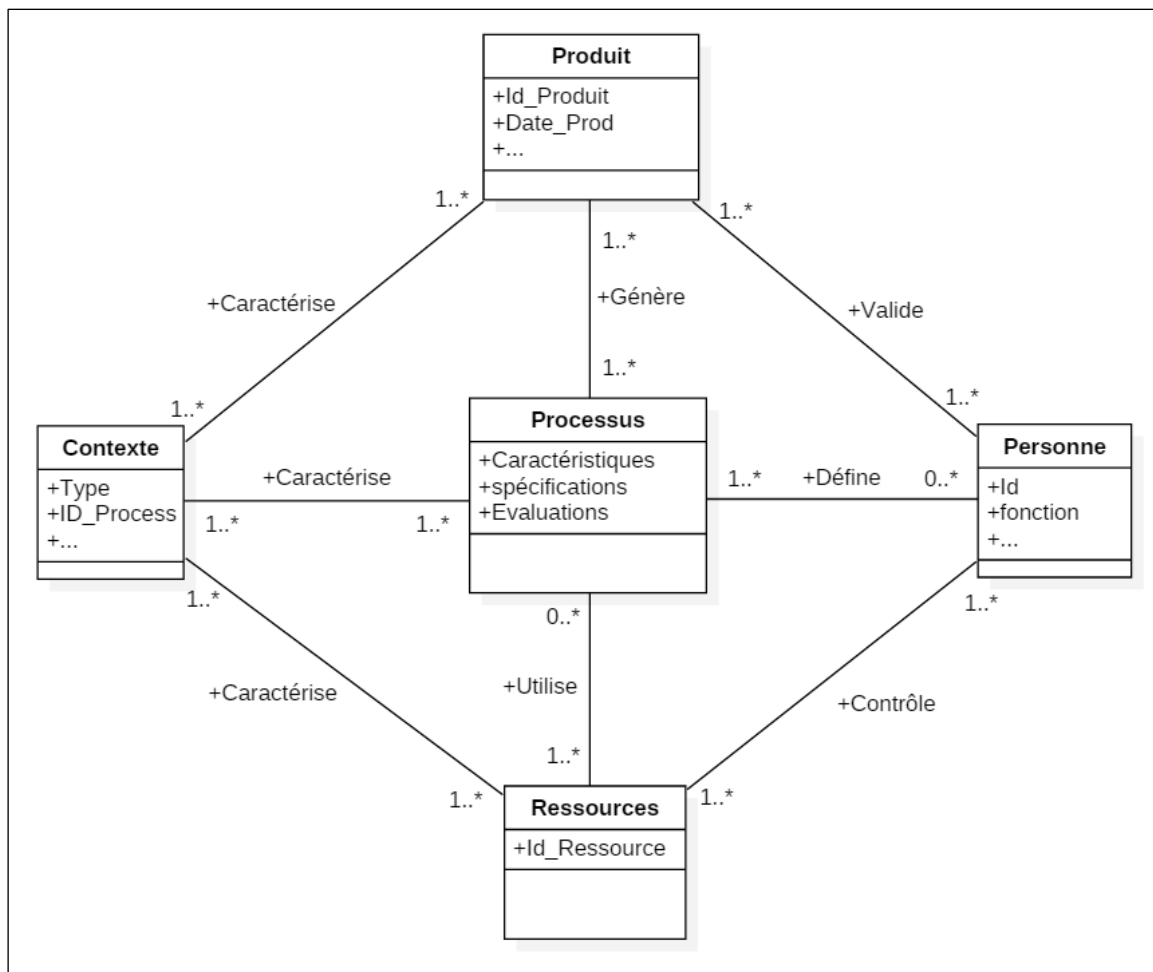 Produit
+Id_Produit
+Date_Prod
+...
1..*
1..*
1..*
+Caractérise
+Génère
+Valide
1..*
1..*
1..*
Contexte
+Type
+ID_Process
+...
+Caractérise
1..*
1..*
Processus
+Caractéristiques
+spécifications
+Evaluations
1..*
+Défine
0..*
Personne
+Id
+fonction
+...
1..*
0..*
1..*
+Caractérise
+Utilise
+Contrôle
1..*
1..*
1..*
Ressources
+Id_Ressource